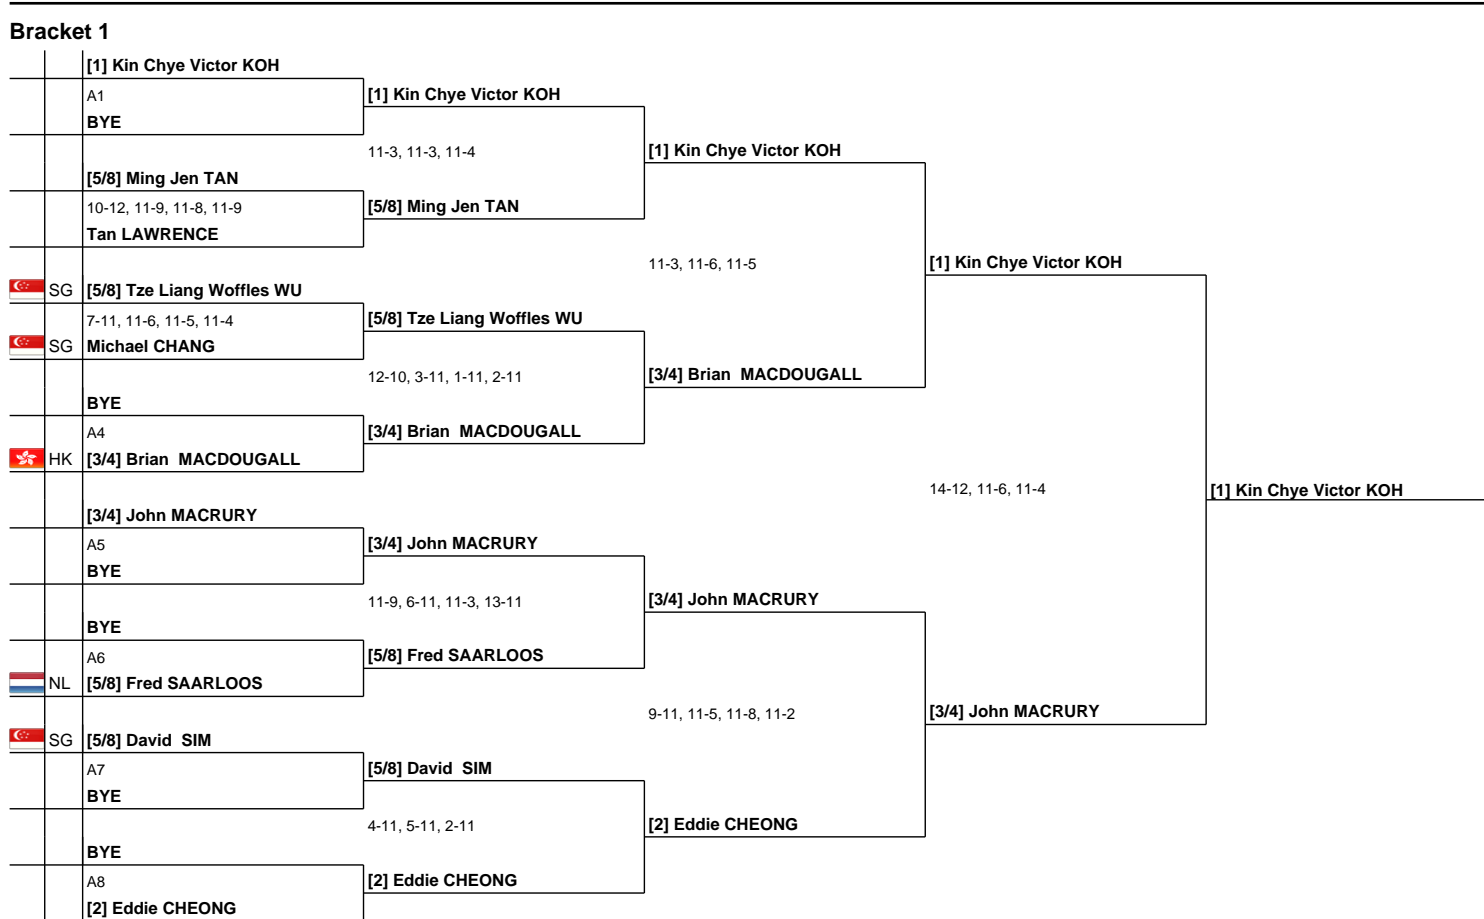 Bracket 1
[1] Kin Chye Victor KOH
A1
[1] Kin Chye Victor KOH
BYE
11-3, 11-3, 11-4
[1] Kin Chye Victor KOH
[5/8] Ming Jen TAN
10-12, 11-9, 11-8, 11-9
[5/8] Ming Jen TAN
Tan LAWRENCE
11-3, 11-6, 11-5
[1] Kin Chye Victor KOH
SG [5/8] Tze Liang Woffles WU
7-11, 11-6, 11-5, 11-4
[5/8] Tze Liang Woffles WU
SG Michael CHANG
12-10, 3-11, 1-11, 2-11
[3/4] Brian  MACDOUGALL
BYE
A4
[3/4] Brian  MACDOUGALL
HK [3/4] Brian  MACDOUGALL
14-12, 11-6, 11-4
[1] Kin Chye Victor KOH
[3/4] John MACRURY
A5
[3/4] John MACRURY
BYE
11-9, 6-11, 11-3, 13-11
[3/4] John MACRURY
BYE
A6
[5/8] Fred SAARLOOS
NL [5/8] Fred SAARLOOS
9-11, 11-5, 11-8, 11-2
[3/4] John MACRURY
SG [5/8] David  SIM
A7
[5/8] David  SIM
BYE
4-11, 5-11, 2-11
[2] Eddie CHEONG
BYE
A8
[2] Eddie CHEONG
[2] Eddie CHEONG